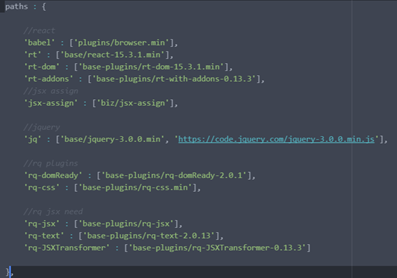 paths : {
//react
'babel' : ['plugins/browser.min'],
'rt' : ['base/react-15.3.1.min'],
'rt-dom' : ['base-plugins/rt-dom-15.3.1.min'],
'rt-addons' : ['base-plugins/rt-with-addons-0.13.3'],
//jsx assign
'jsx-assign' : ['biz/jsx-assign'],
//jquery
'jq' : ['base/jquery-3.0.0.min', 'https://code.jquery.com/jquery-3.0.0.min.js'],
//rq plugins
'rq-domReady' : ['base-plugins/rq-domReady-2.0.1'],
'rq-css' : ['base-plugins/rq-css.min'],
//rq jsx need
'rq-jsx' : ['base-plugins/rq-jsx'],
'rq-text' : ['base-plugins/rq-text-2.0.13'],
'rq-JSXTransformer' : ['base-plugins/rq-JSXTransformer-0.13.3']
},